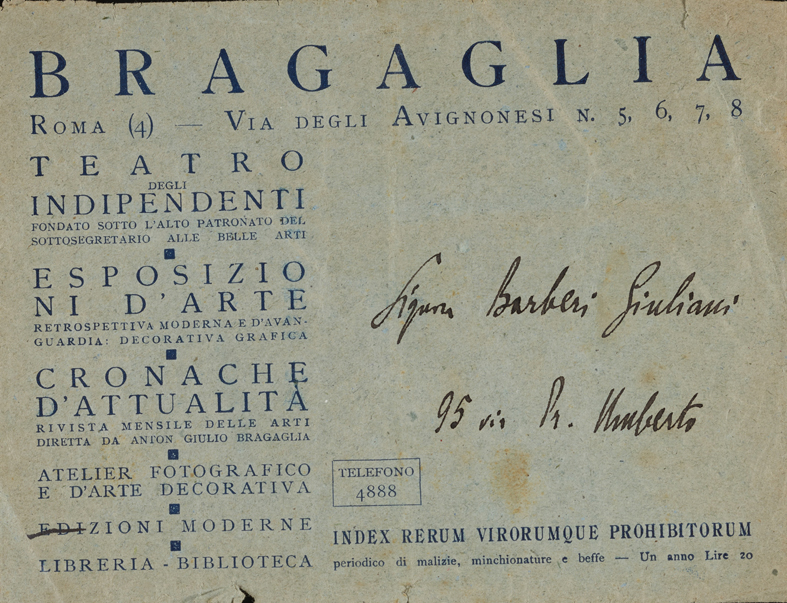 BRAGAGLIA
ROMA (4) — VIA DEGLI AVIGNONESI N. 5, 6, 7, 8
TEATRO
DEGLI
INDIPENDENTI
FONDATO SOTTO L'ALTO PATRONATO DEL
SOTTOSEGRETARIO ALLE BELLE ARTI
ESPOSIZIO
NI D'ARTE
RETROSPETTIVA MODERNA E D'AVAN-
GUARDIA: DECORATIVA GRAFICA
CRONACHE
D'ATTUALITÀ
RIVISTA MENSILE DELLE ARTI
DIRETTA DA ANTON GIULIO BRAGAGLIA
ATELIER FOTOGRAFICO
E D'ARTE DECORATIVA
EDIZIONI MODERNE
LIBRERIA - BIBLIOTECA
Barberi Giuliani
95 via Pr. Umberto
TELEFONO
4888
INDEX RERUM VIRORUMQUE PROHIBITORUM
periodico di malizie, minchionature e beffe — Un anno Lire 20